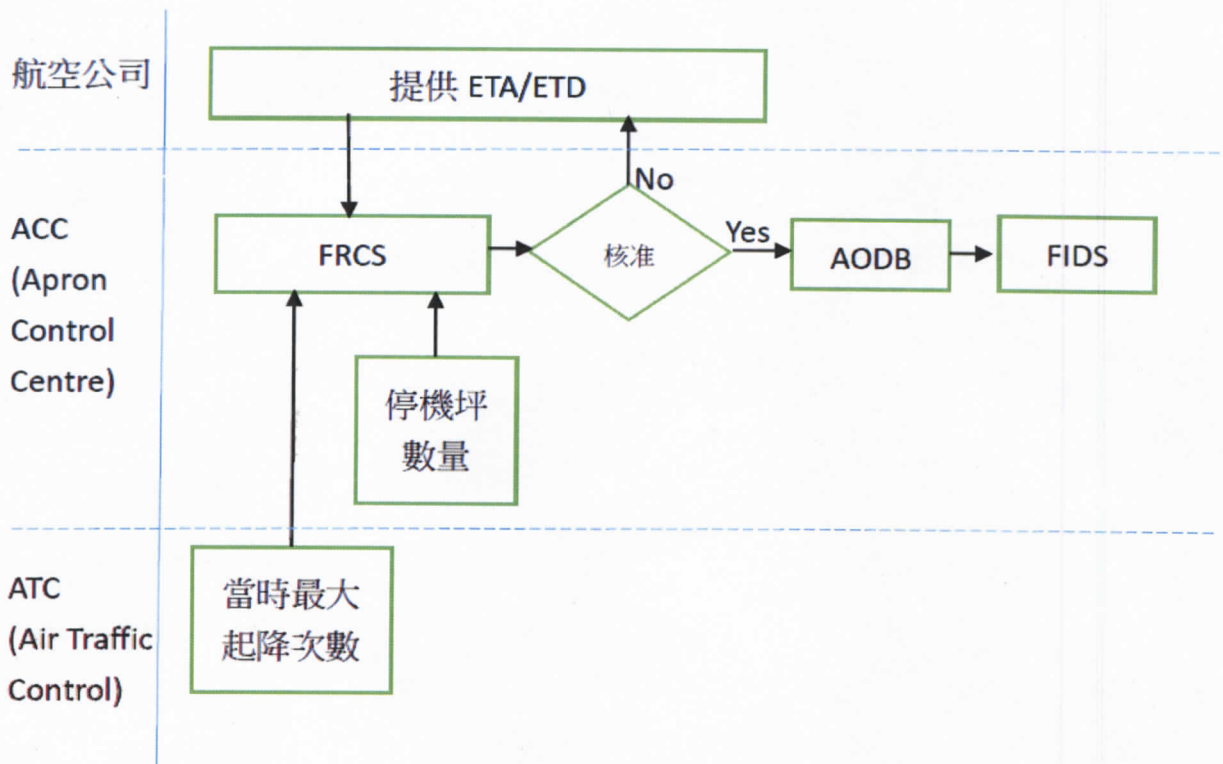 航空公司
提供 ETA/ETD
No
ACC
(Apron
Control
Centre)
FRCS
核准
Yes
AODB
FIDS
停機坪
數量
ATC
(Air Traffic
Control)
當時最大
起降次數